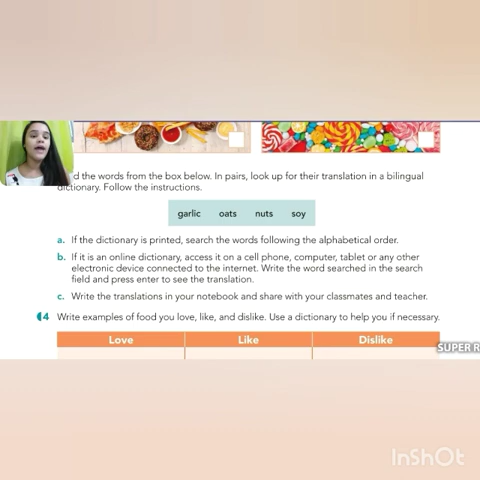 d the words from the box below. In pairs, look up for their translation in a bilingual
dictionary. Follow the instructions.
garlic oats nuts soy
a. If the dictionary is printed, search the words following the alphabetical order.
b. If it is an online dictionary, access it on a cell phone, computer, tablet or any other
electronic device connected to the internet. Write the word searched in the search
field and press enter to see the translation.
c. Write the translations in your notebook and share with your classmates and teacher.
4 Write examples of food you love, like, and dislike. Use a dictionary to help you if necessary.
Love Like Dislike
SUPER R
InShOt